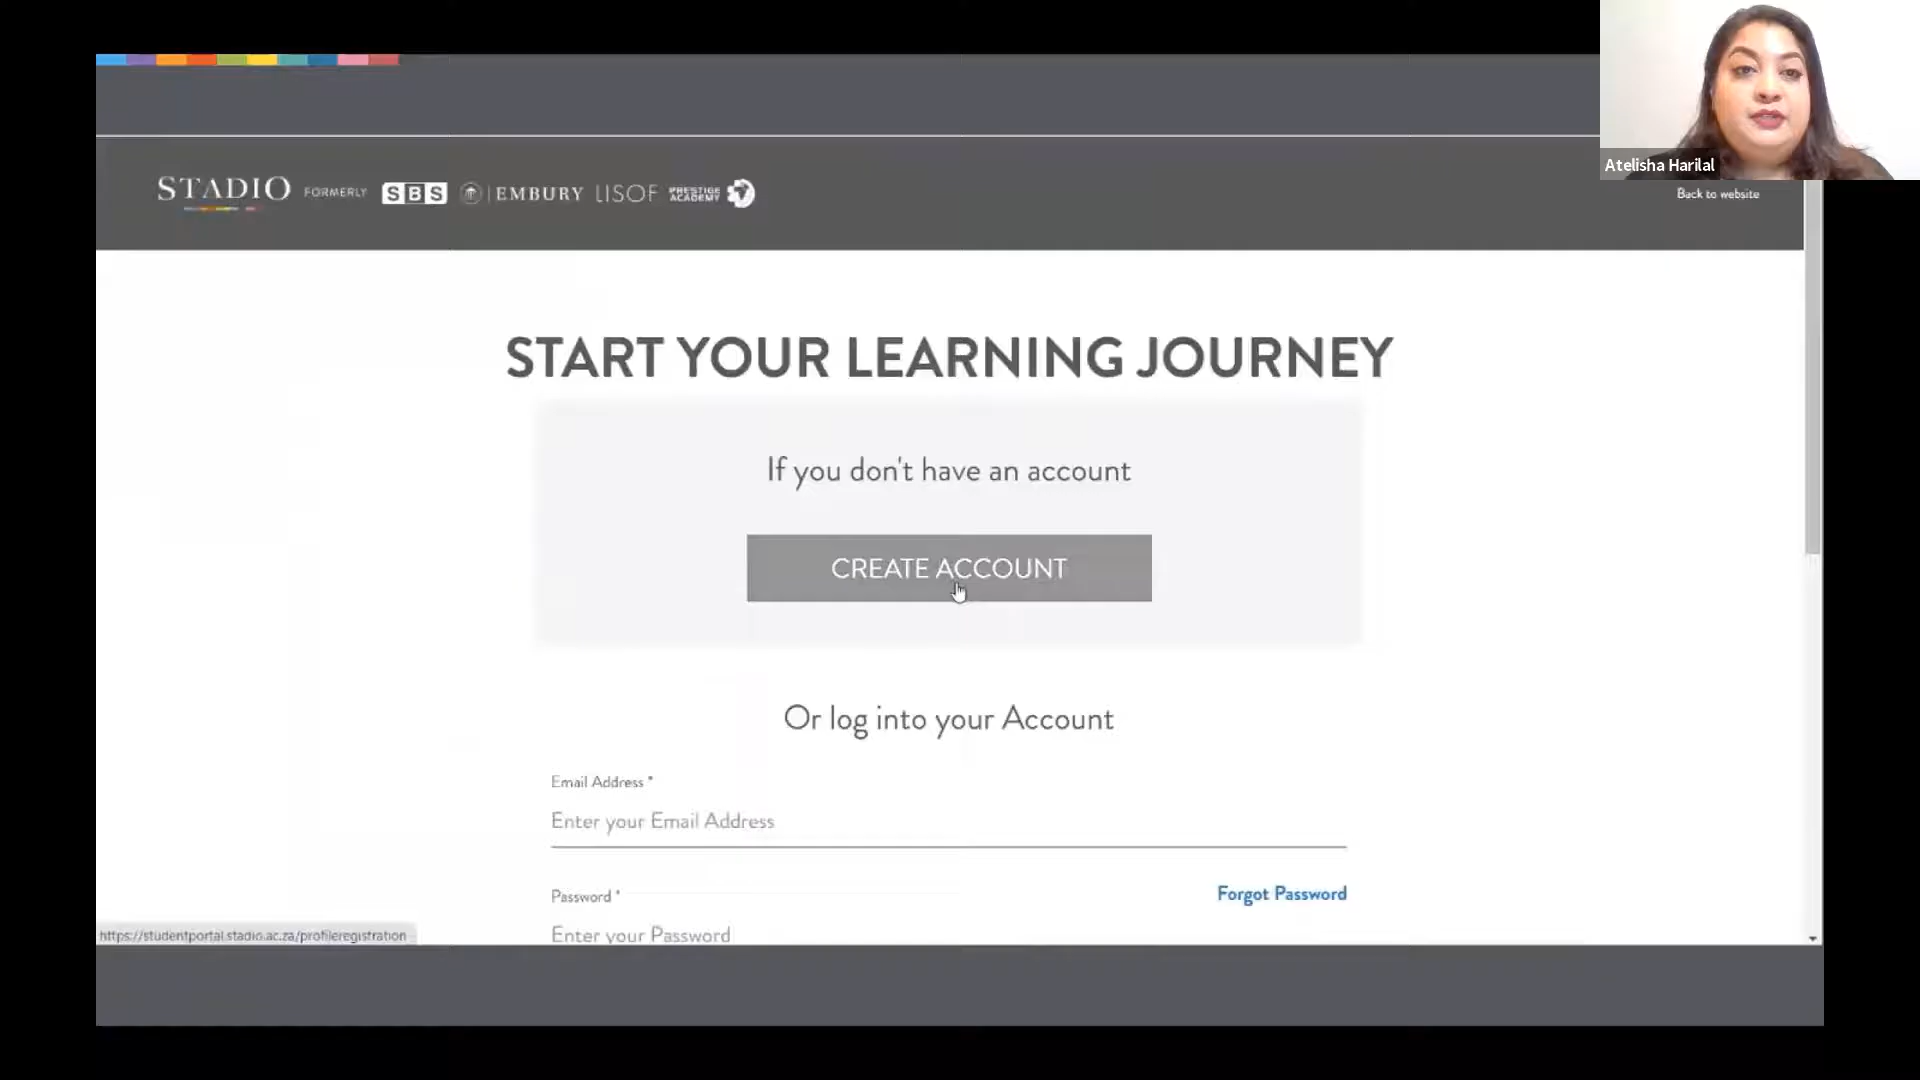 Atelisha Harilal
STADIO FORMERLY SBS EMBURY LISOF PRESTIGE ACADEMY
Back to website
START YOUR LEARNING JOURNEY
If you don't have an account
CREATE ACCOUNT
Or log into your Account
Email Address *
Enter your Email Address
Password *
Forgot Password
Enter your Password
https://studentportal.stadio.ac.za/profileregistration